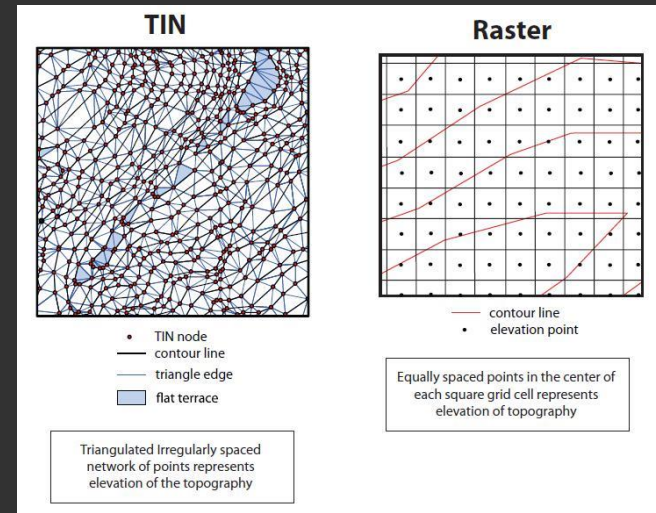 TIN
TIN node
contour line
triangle edge
flat terrace
Triangulated Irregularly spaced
network of points represents
elevation of the topography
Raster
contour line
elevation point
Equally spaced points in the center of
each square grid cell represents
elevation of topography